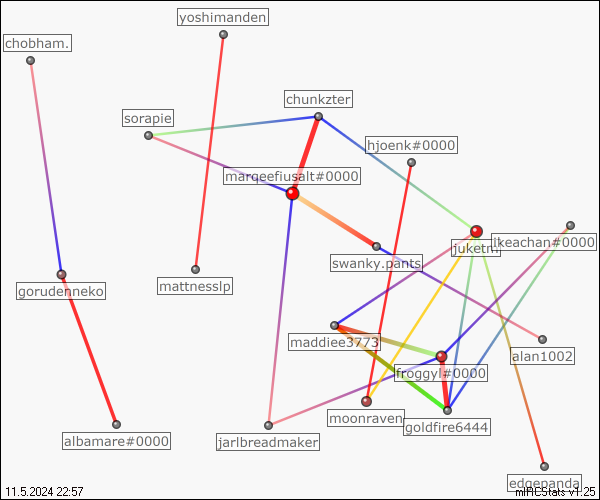 yoshimanden
chobham.
chunkzter
sorapie
hjoenk#0000
marqeefiusalt#0000
juketm
ikeachan#0000
swanky.pants
gorudenneko
mattnesslp
maddiee3773
alan1002
froggyl#0000
moonraven
goldfire6444
albamare#0000
jarlbreadmaker
edgepanda
11.5.2024 22:57
mIRCStats v1.25